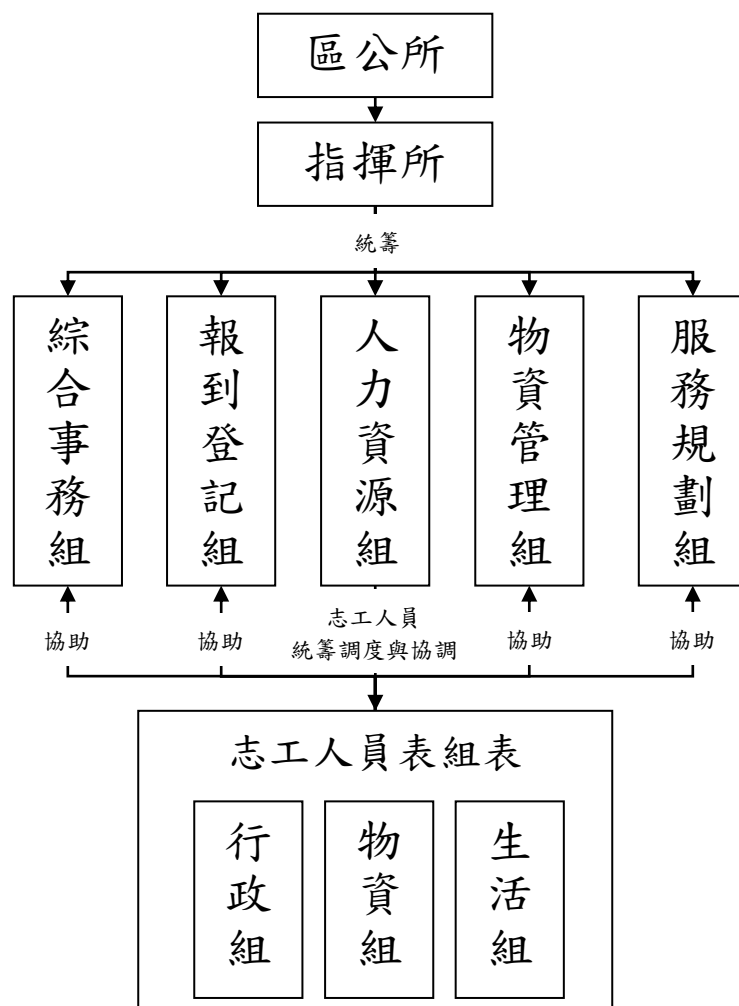 區公所
指揮所
統籌
綜合事務組
報到登記組
人力資源組
物資管理組
服務規劃組
協助
協助
志工人員
統籌調度與協調
協助
協助
志工人員表組表
行政組
物資組
生活組